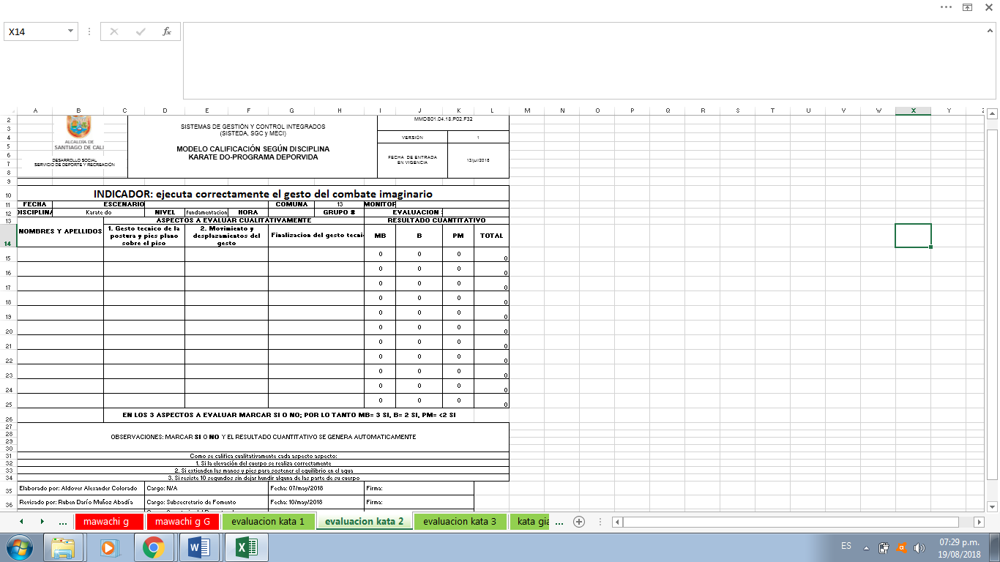 X14
fx
A B C D E F G H I J K L M N O P Q R S T U V W X Y Z
2 MMDS01.04.18.P02.F32
3 SISTEMAS DE GESTIÓN Y CONTROL INTEGRADOS
4 (SISTEDA, SGC y MECI) VERSIÓN 1
ALCALDÍA DE
5 SANTIAGO DE CALI MODELO CALIFICACIÓN SEGÚN DISCIPLINA
6 KARATE DO-PROGRAMA DEPORVIDA FECHA DE ENTRADA
DESARROLLO SOCIAL
7 SERVICIO DE DEPORTE Y RECREACIÓN EN VIGENCIA 13/jul/2018
8
9
10 INDICADOR: ejecuta correctamente el gesto del combate imaginario
11 FECHA ESCENARIO COMUNA 13 MONITOR
12 DISCIPLINA Karate do NIVEL fundamentacion HORA GRUPO # EVALUACION :
13 ASPECTOS A EVALUAR CUALITATIVAMENTE RESULTADO CUANTITATIVO
NOMBRES Y APELLIDOS
1. Gesto tecnico de la
postura y pies plano
sobre el piso
2. Movimiento y
desplazamientos del
gesto
Finalizacion del gesto tecni
MB B PM TOTAL
14
15 0 0 0 0
16 0 0 0 0
17 0 0 0 0
18 0 0 0 0
19 0 0 0 0
20 0 0 0 0
21 0 0 0 0
22 0 0 0 0
23 0 0 0 0
24 0 0 0 0
25 0 0 0 0
26 EN LOS 3 ASPECTOS A EVALUAR MARCAR SI O NO; POR LO TANTO MB= 3 SI, B= 2 SI, PM= <2 SI
27
28 OBSERVACIONES: MARCAR SI O NO Y EL RESULTADO CUANTITATIVO SE GENERA AUTOMATICAMENTE
29
30
31 Como se califica cualitativamente cada aspecto aspecto:
32 1. Si la elevación del cuerpo se realiza correctamente
33 2. Si extienden las manos y pies para sostener el equilibrio en el agua
34 3. Si resiste 10 segundos sin dejar hundir alguna de las parte de su cuerpo
35 Elaborado por: Aldover Alexander Colorado Cargo: N/A Fecha: 07/may/2018 Firma:
36 Revisado por: Ruben Darío Muñoz Abadía Cargo: Subsecretario de Fomento Fecha: 10/may/2018 Firma:
... mawachi g mawachi g G evaluacion kata 1 evaluacion kata 2 evaluacion kata 3 kata gia ...
ES 07:29 p.m.
19/08/2018